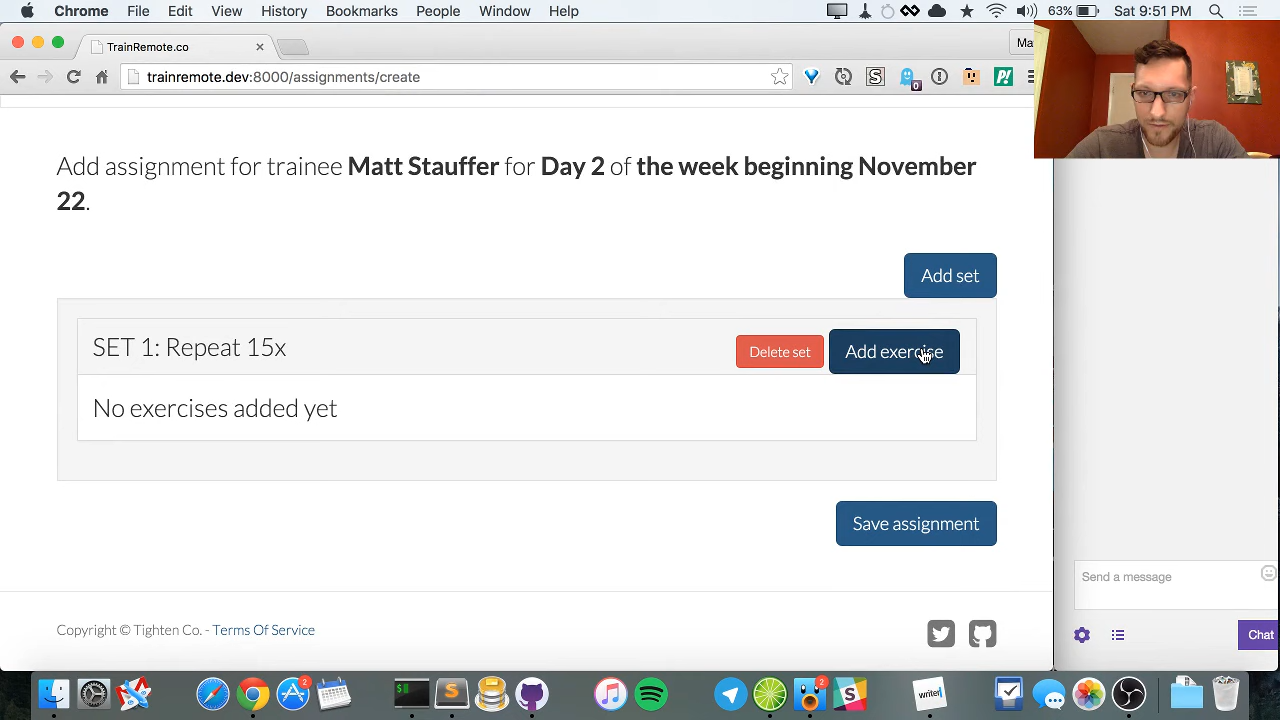 Chrome File Edit View History Bookmarks People Window Help 63% Sat 9:51 PM
TrainRemote.co
trainremote.dev:8000/assignments/create
Add assignment for trainee Matt Stauffer for Day 2 of the week beginning November
22.
Add set
SET 1: Repeat 15x
Delete set
Add exercise
No exercises added yet
Save assignment
Copyright © Tighten Co. - Terms Of Service
Send a message
Chat
writer